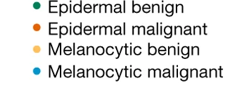 Epidermal benign
Epidermal malignant
Melanocytic benign
Melanocytic malignant